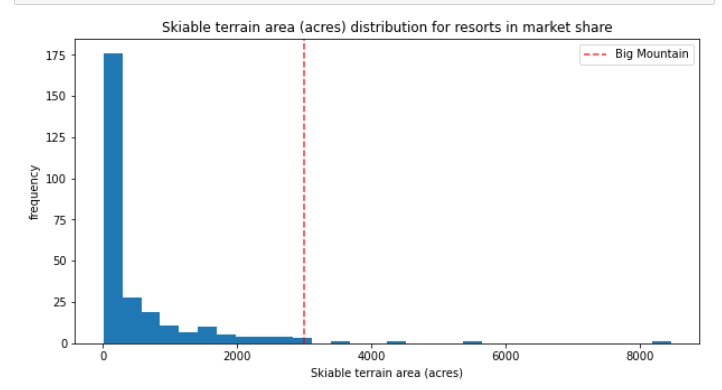 Skiable terrain area (acres) distribution for resorts in market share
Big Mountain
frequency
175
150
125
100
75
50
25
0
0 2000 4000 6000 8000
Skiable terrain area (acres)